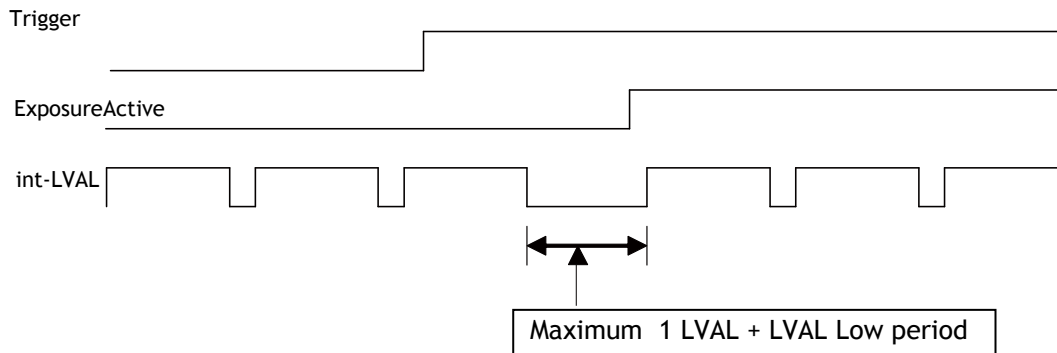 Trigger
ExposureActive
int-LVAL
Maximum 1 LVAL + LVAL Low period